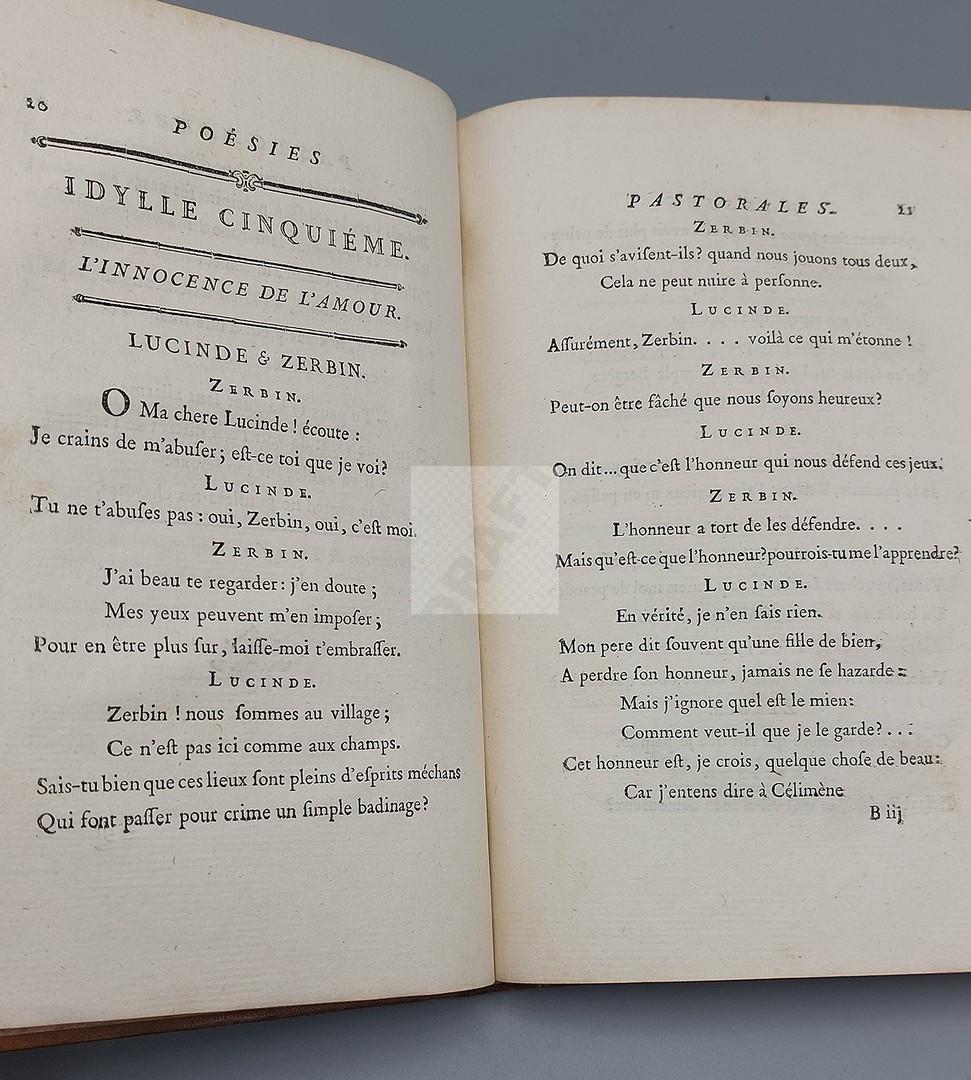 20
POÉSIES
IDYLLE CINQUIÉME.
L'INNOCENCE DE L'AMOUR.
LUCINDE & ZERBIN.
ZERBIN.
O Ma chere Lucinde ! écoute :
Je crains de m'abuſer ; eſt-ce toi que je voi?
LUCINDE.
Tu ne t'abuſes pas : oui, Zerbin, oui, c'eſt moi.
ZERBIN.
J'ai beau te regarder : j'en doute ;
Mes yeux peuvent m'en impoſer ;
Pour en être plus ſur, laiſſe-moi t'embraſſer.
LUCINDE.
Zerbin ! nous ſommes au village ;
Ce n'eſt pas ici comme aux champs.
Sais-tu bien que ces lieux ſont pleins d'eſprits méchans
Qui font paſſer pour crime un ſimple badinage?
PASTORALES. 21
ZERBIN.
De quoi s'aviſent-ils? quand nous jouons tous deux,
Cela ne peut nuire à perſonne.
LUCINDE.
Aſſurément, Zerbin. . . . voilà ce qui m'étonne !
ZERBIN.
Peut-on être fâché que nous ſoyons heureux?
LUCINDE.
On dit... que c'eſt l'honneur qui nous défend ces jeux.
ZERBIN.
L'honneur a tort de les défendre. . . .
Mais qu'eſt-ce que l'honneur? pourrois-tu me l'apprendre?
LUCINDE.
En vérité, je n'en ſais rien.
Mon pere dit ſouvent qu'une fille de bien,
A perdre ſon honneur, jamais ne ſe hazarde :
Mais j'ignore quel eſt le mien :
Comment veut-il que je le garde? . . .
Cet honneur eſt, je crois, quelque choſe de beau :
Car j'entens dire à Célimène
B iij
DRAFT